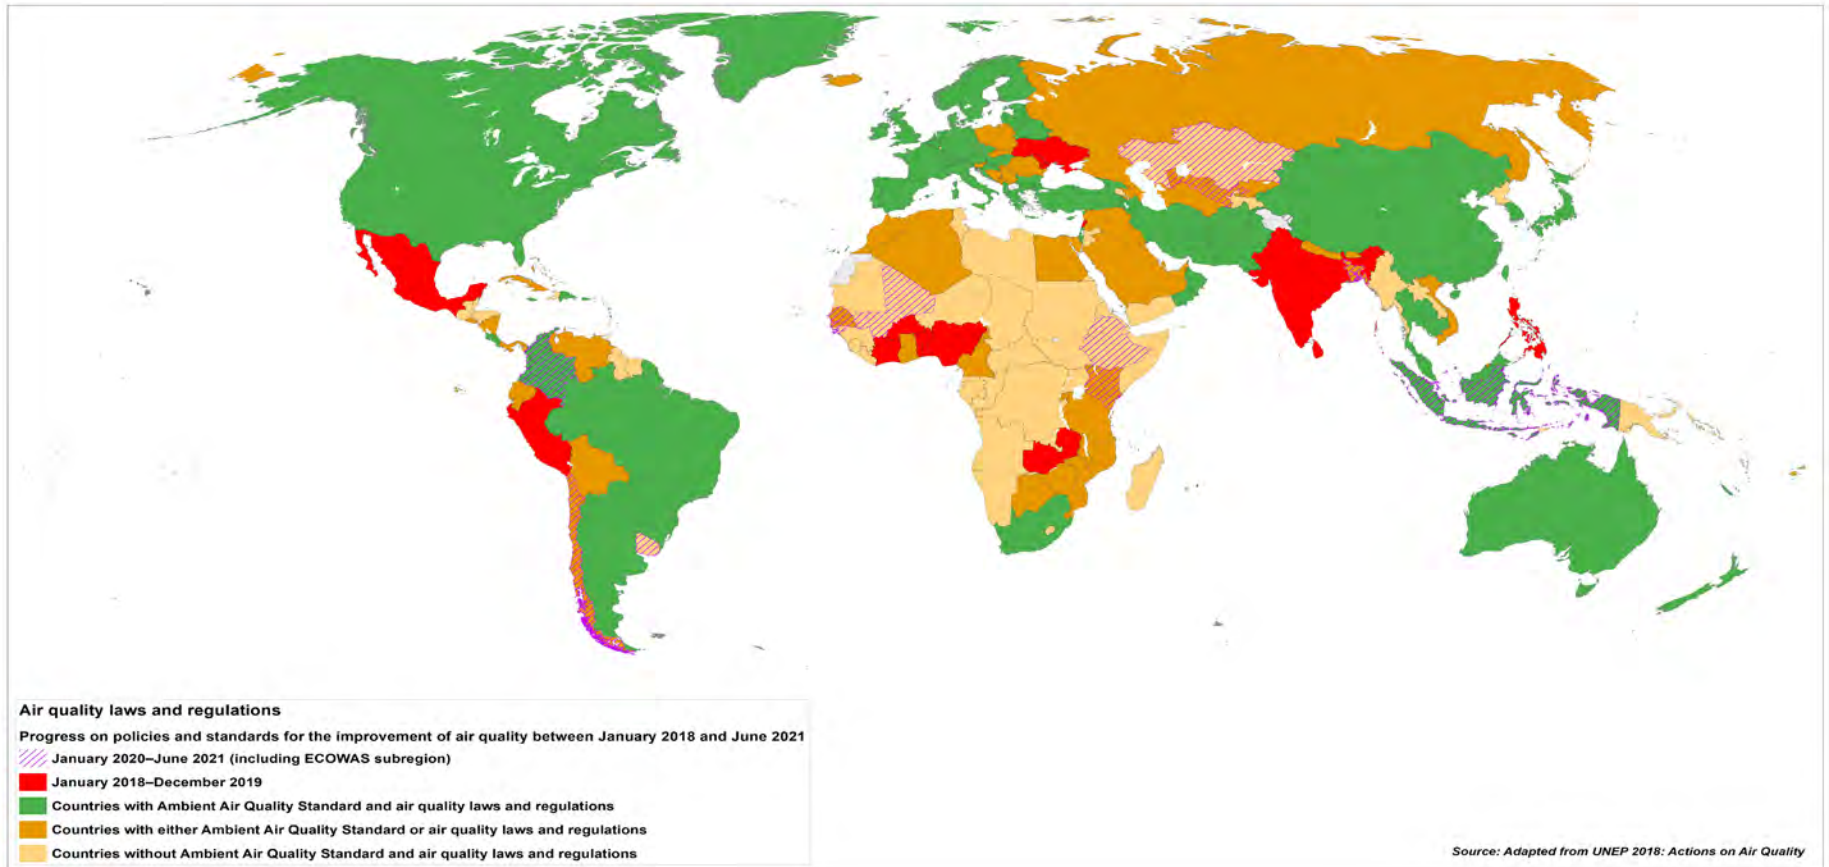 Air quality laws and regulations
Progress on policies and standards for the improvement of air quality between January 2018 and June 2021
January 2020–June 2021 (including ECOWAS subregion)
January 2018–December 2019
Countries with Ambient Air Quality Standard and air quality laws and regulations
Countries with either Ambient Air Quality Standard or air quality laws and regulations
Countries without Ambient Air Quality Standard and air quality laws and regulations
Source: Adapted from UNEP 2018: Actions on Air Quality